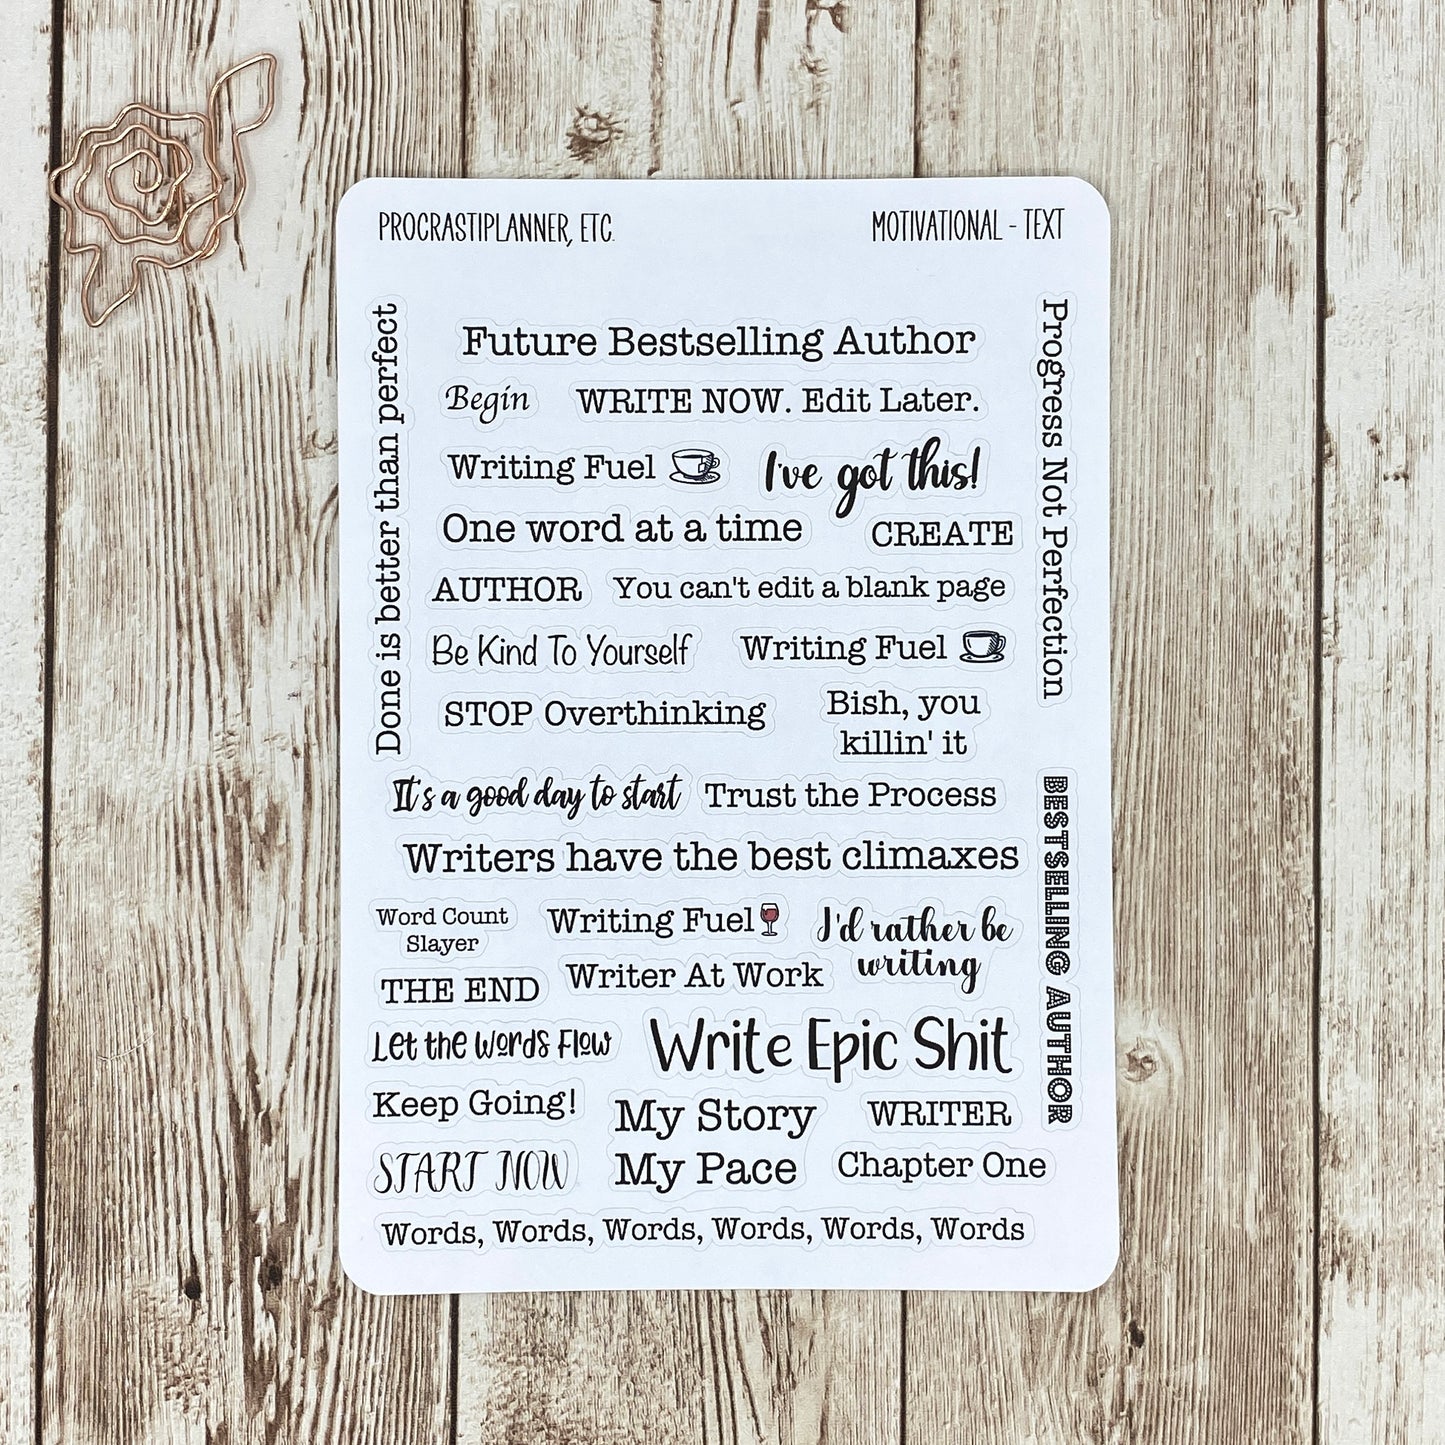 PROCRASTIPLANNER, ETC.
MOTIVATIONAL - TEXT
Done is better than perfect
Future Bestselling Author
Progress Not Perfection
Begin
WRITE NOW. Edit Later.
Writing Fuel
I've got this!
One word at a time
CREATE
AUTHOR
You can't edit a blank page
Be Kind To Yourself
Writing Fuel
STOP Overthinking
Bish, you
killin' it
It's a good day to start
Trust the Process
BESTSELLING AUTHOR
Writers have the best climaxes
Word Count
Slayer
Writing Fuel
I'd rather be
writing
THE END
Writer At Work
Let the Words Flow
Write Epic Shit
Keep Going!
My Story
My Pace
WRITER
START NOW
Chapter One
Words, Words, Words, Words, Words, Words